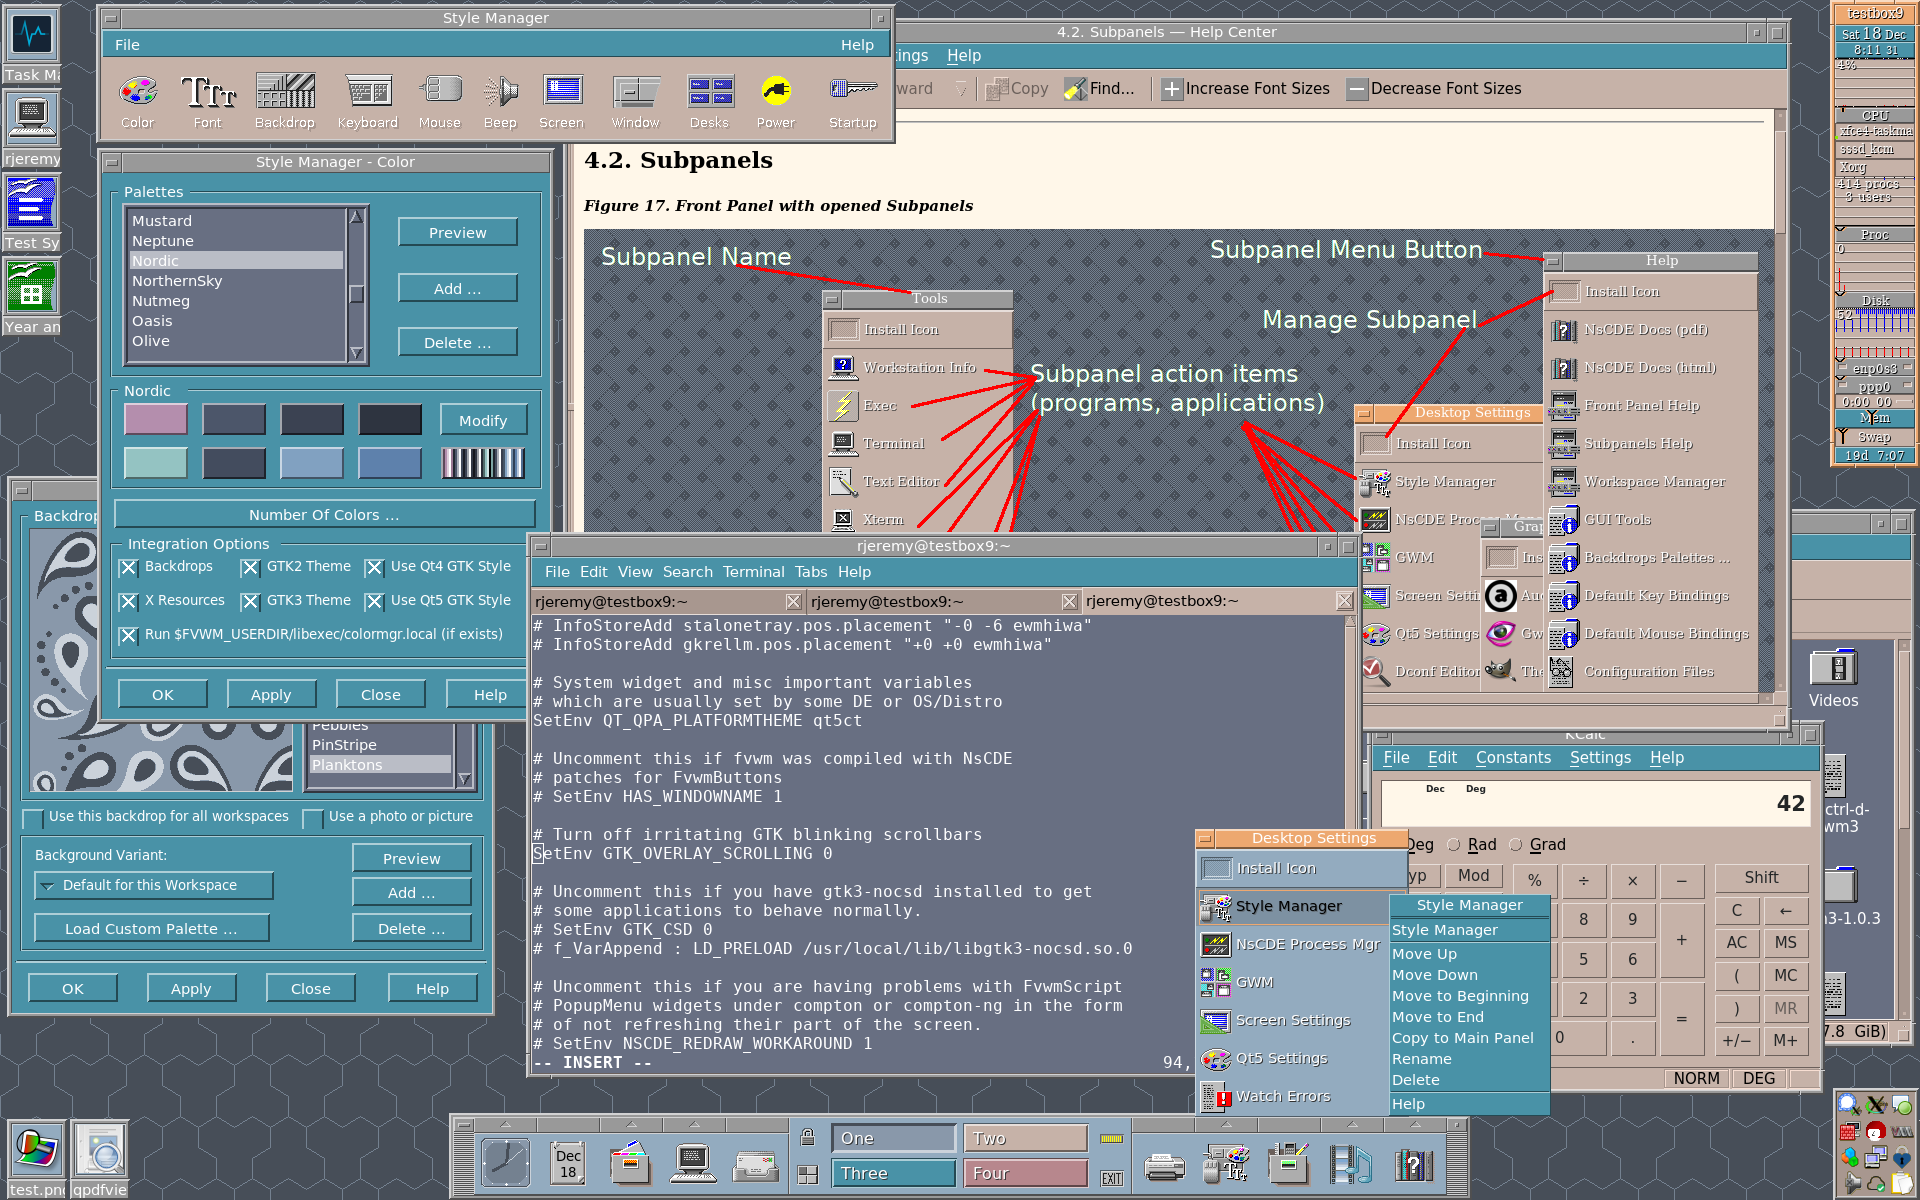 Task Ma
rjeremy
Test Sy
Year an
Style Manager
File
Help
Color
Font
Backdrop
Keyboard
Mouse
Beep
Screen
Window
Desks
Power
Startup
4.2. Subpanels — Help Center
tings
Help
ward
Copy
Find...
Increase Font Sizes
Decrease Font Sizes
4.2. Subpanels
Figure 17. Front Panel with opened Subpanels
Subpanel Name
Tools
Install Icon
Workstation Info
Exec
Terminal
Text Editor
Xterm
Subpanel action items
(programs, applications)
Subpanel Menu Button
Manage Subpanel
Desktop Settings
Install Icon
Style Manager
NsCDE Process M
GWM
Screen Setti
Qt5 Settings
Dconf Editor
Help
Install Icon
NsCDE Docs (pdf)
NsCDE Docs (html)
Front Panel Help
Subpanels Help
Workspace Manager
GUI Tools
Backdrops Palettes ...
Default Key Bindings
Default Mouse Bindings
Configuration Files
Style Manager - Color
Palettes
Mustard
Neptune
Nordic
NorthernSky
Nutmeg
Oasis
Olive
Preview
Add ...
Delete ...
Nordic
Modify
Number Of Colors ...
Integration Options
Backdrops
GTK2 Theme
Use Qt4 GTK Style
X Resources
GTK3 Theme
Use Qt5 GTK Style
Run $FVWM_USERDIR/libexec/colormgr.local (if exists)
OK
Apply
Close
Help
Backdrop
Pebbles
PinStripe
Planktons
Use this backdrop for all workspaces
Use a photo or picture
Background Variant:
Default for this Workspace
Load Custom Palette ...
Preview
Add ...
Delete ...
OK
Apply
Close
Help
rjeremy@testbox9:~
File Edit View Search Terminal Tabs Help
rjeremy@testbox9:~
rjeremy@testbox9:~
rjeremy@testbox9:~
# InfoStoreAdd stalonetray.pos.placement "-0 -6 ewmhiwa"
# InfoStoreAdd gkrellm.pos.placement "+0 +0 ewmhiwa"
# System widget and misc important variables
# which are usually set by some DE or OS/Distro
SetEnv QT_QPA_PLATFORMTHEME qt5ct
# Uncomment this if fvwm was compiled with NsCDE
# patches for FvwmButtons
# SetEnv HAS_WINDOWNAME 1
# Turn off irritating GTK blinking scrollbars
SetEnv GTK_OVERLAY_SCROLLING 0
# Uncomment this if you have gtk3-nocsd installed to get
# some applications to behave normally.
# SetEnv GTK_CSD 0
# f_VarAppend : LD_PRELOAD /usr/local/lib/libgtk3-nocsd.so.0
# Uncomment this if you are having problems with FvwmScript
# PopupMenu widgets under compton or compton-ng in the form
# of not refreshing their part of the screen.
# SetEnv NSCDE_REDRAW_WORKAROUND 1
-- INSERT --
94,
Desktop Settings
Install Icon
Style Manager
NsCDE Process Mgr
GWM
Screen Settings
Qt5 Settings
Watch Errors
Style Manager
Style Manager
Move Up
Move Down
Move to Beginning
Move to End
Copy to Main Panel
Rename
Delete
Help
KCalc
File
Edit
Constants
Settings
Help
Dec
Deg
42
Deg
Rad
Grad
yp
Mod
%
÷
×
−
Shift
8
9
+
C
←
5
6
AC
MS
2
3
=
(
MC
)
MR
0
.
+/−
M+
NORM
DEG
Videos
ctrl-d-
wm3
m3-1.0.3
7.8 GiB)
testbox9
Sat 18 Dec
8:11 31
4%
CPU
xfce4-taskma
sssd_kcm
Xorg
414 procs
8 users
Proc
0
Disk
52
enp0s3
ppp0
0:00 00
Mem
Swap
19d 7:07
test.pn
qpdfvie
Dec
18
One
Two
Three
Four
EXIT